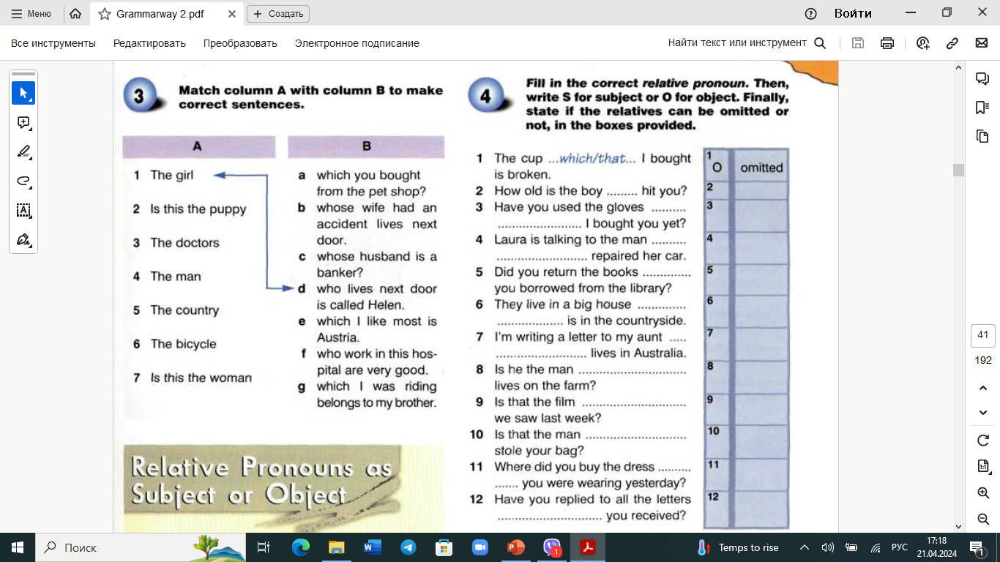 Меню
Grammarway 2.pdf
Создать
Войти
Все инструменты
Редактировать
Преобразовать
Электронное подписание
Найти текст или инструмент
3
Match column A with column B to make
correct sentences.
A
B
1 The girl
2 Is this the puppy
3 The doctors
4 The man
5 The country
6 The bicycle
7 Is this the woman
a which you bought
from the pet shop?
b whose wife had an
accident lives next
door.
c whose husband is a
banker?
d who lives next door
is called Helen.
e which I like most is
Austria.
f who work in this hos-
pital are very good.
g which I was riding
belongs to my brother.
Relative Pronouns as
Subject or Object
4
Fill in the correct relative pronoun. Then,
write S for subject or O for object. Finally,
state if the relatives can be omitted or
not, in the boxes provided.
1 The cup ...which/that... I bought
is broken.
2 How old is the boy ......... hit you?
3 Have you used the gloves ..........
........................ I bought you yet?
4 Laura is talking to the man ..........
.......................... repaired her car.
5 Did you return the books ..............
you borrowed from the library?
6 They live in a big house ..............
................... is in the countryside.
7 I'm writing a letter to my aunt .....
.......................... lives in Australia.
8 Is he the man ...............................
lives on the farm?
9 Is that the film ..............................
we saw last week?
10 Is that the man .............................
stole your bag?
11 Where did you buy the dress ..........
....... you were wearing yesterday?
12 Have you replied to all the letters
.............................. you received?
1
O omitted
2
3
4
5
6
7
8
9
10
11
12
41
192
1:1
Поиск
1
Temps to rise
РУС
17:18
21.04.2024
1